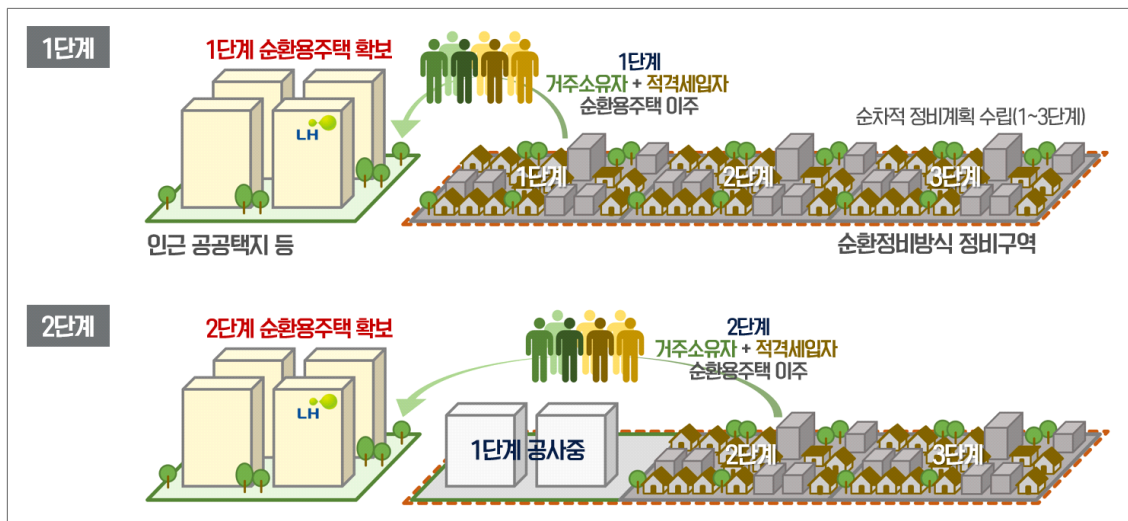 1단계
1단계 순환용주택 확보
1단계
거주소유자 + 적격세입자
순환용주택 이주
순차적 정비계획 수립(1~3단계)
LH
1단계
2단계
3단계
인근 공공택지 등
순환정비방식 정비구역
2단계
2단계 순환용주택 확보
2단계
거주소유자 + 적격세입자
순환용주택 이주
LH
1단계 공사중
2단계
3단계